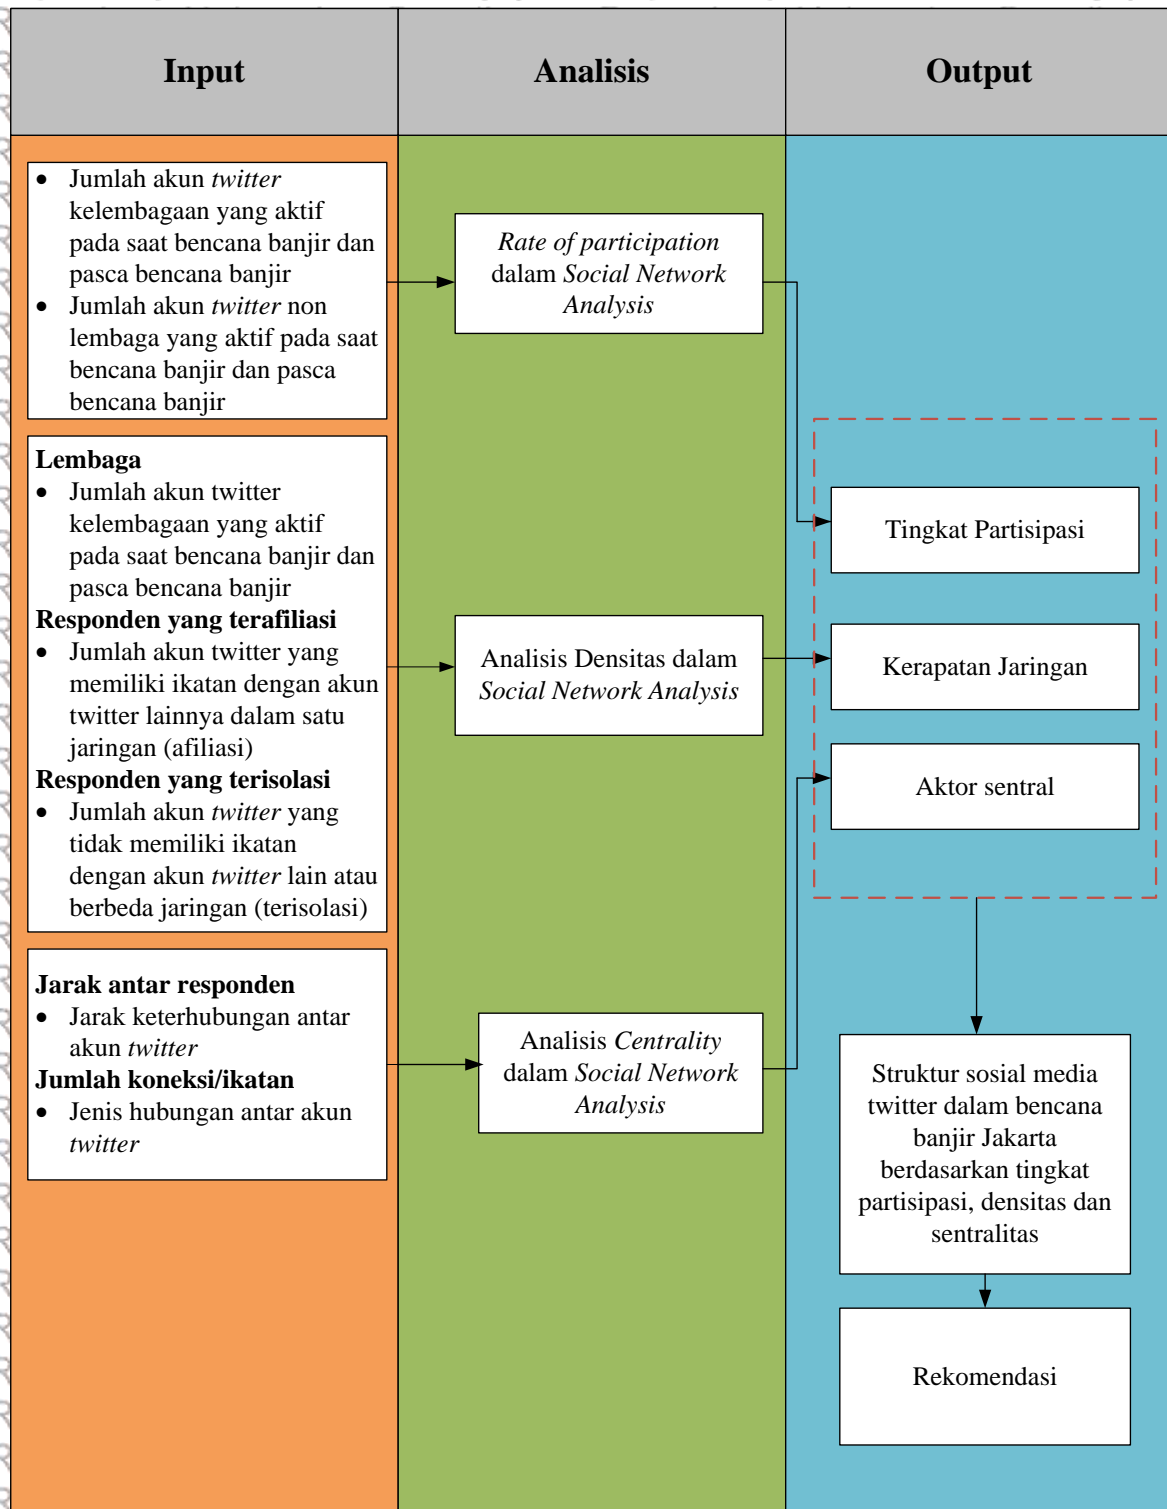 Input
Analisis
Output
• Jumlah akun twitter
kelembagaan yang aktif
pada saat bencana banjir dan
pasca bencana banjir
• Jumlah akun twitter non
lembaga yang aktif pada saat
bencana banjir dan pasca
bencana banjir
Rate of participation
dalam Social Network
Analysis
Tingkat Partisipasi
Lembaga
• Jumlah akun twitter
kelembagaan yang aktif
pada saat bencana banjir dan
pasca bencana banjir
Responden yang terafiliasi
• Jumlah akun twitter yang
memiliki ikatan dengan akun
twitter lainnya dalam satu
jaringan (afiliasi)
Responden yang terisolasi
• Jumlah akun twitter yang
tidak memiliki ikatan
dengan akun twitter lain atau
berbeda jaringan (terisolasi)
Analisis Densitas dalam
Social Network Analysis
Kerapatan Jaringan
Jarak antar responden
• Jarak keterhubungan antar
akun twitter
Jumlah koneksi/ikatan
• Jenis hubungan antar akun
twitter
Analisis Centrality
dalam Social Network
Analysis
Aktor sentral
Struktur sosial media
twitter dalam bencana
banjir Jakarta
berdasarkan tingkat
partisipasi, densitas dan
sentralitas
Rekomendasi